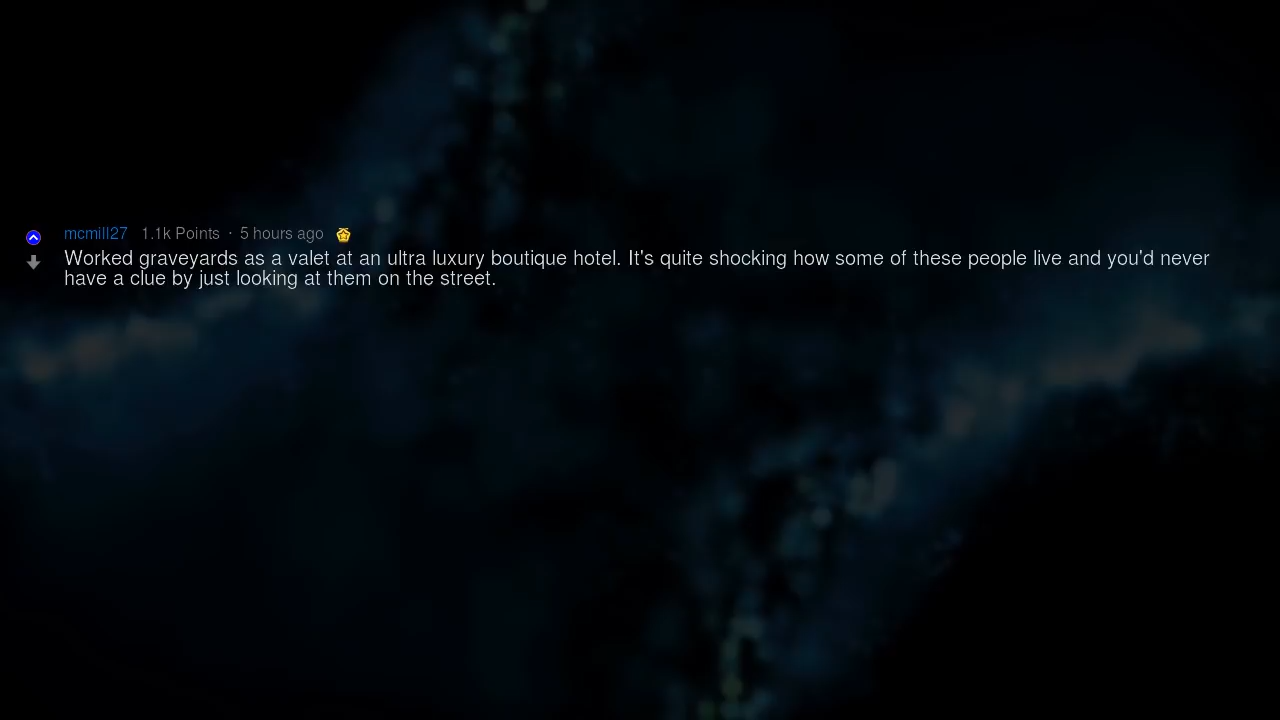 mcmill27 1.1k Points · 5 hours ago
Worked graveyards as a valet at an ultra luxury boutique hotel. It's quite shocking how some of these people live and you'd never
have a clue by just looking at them on the street.